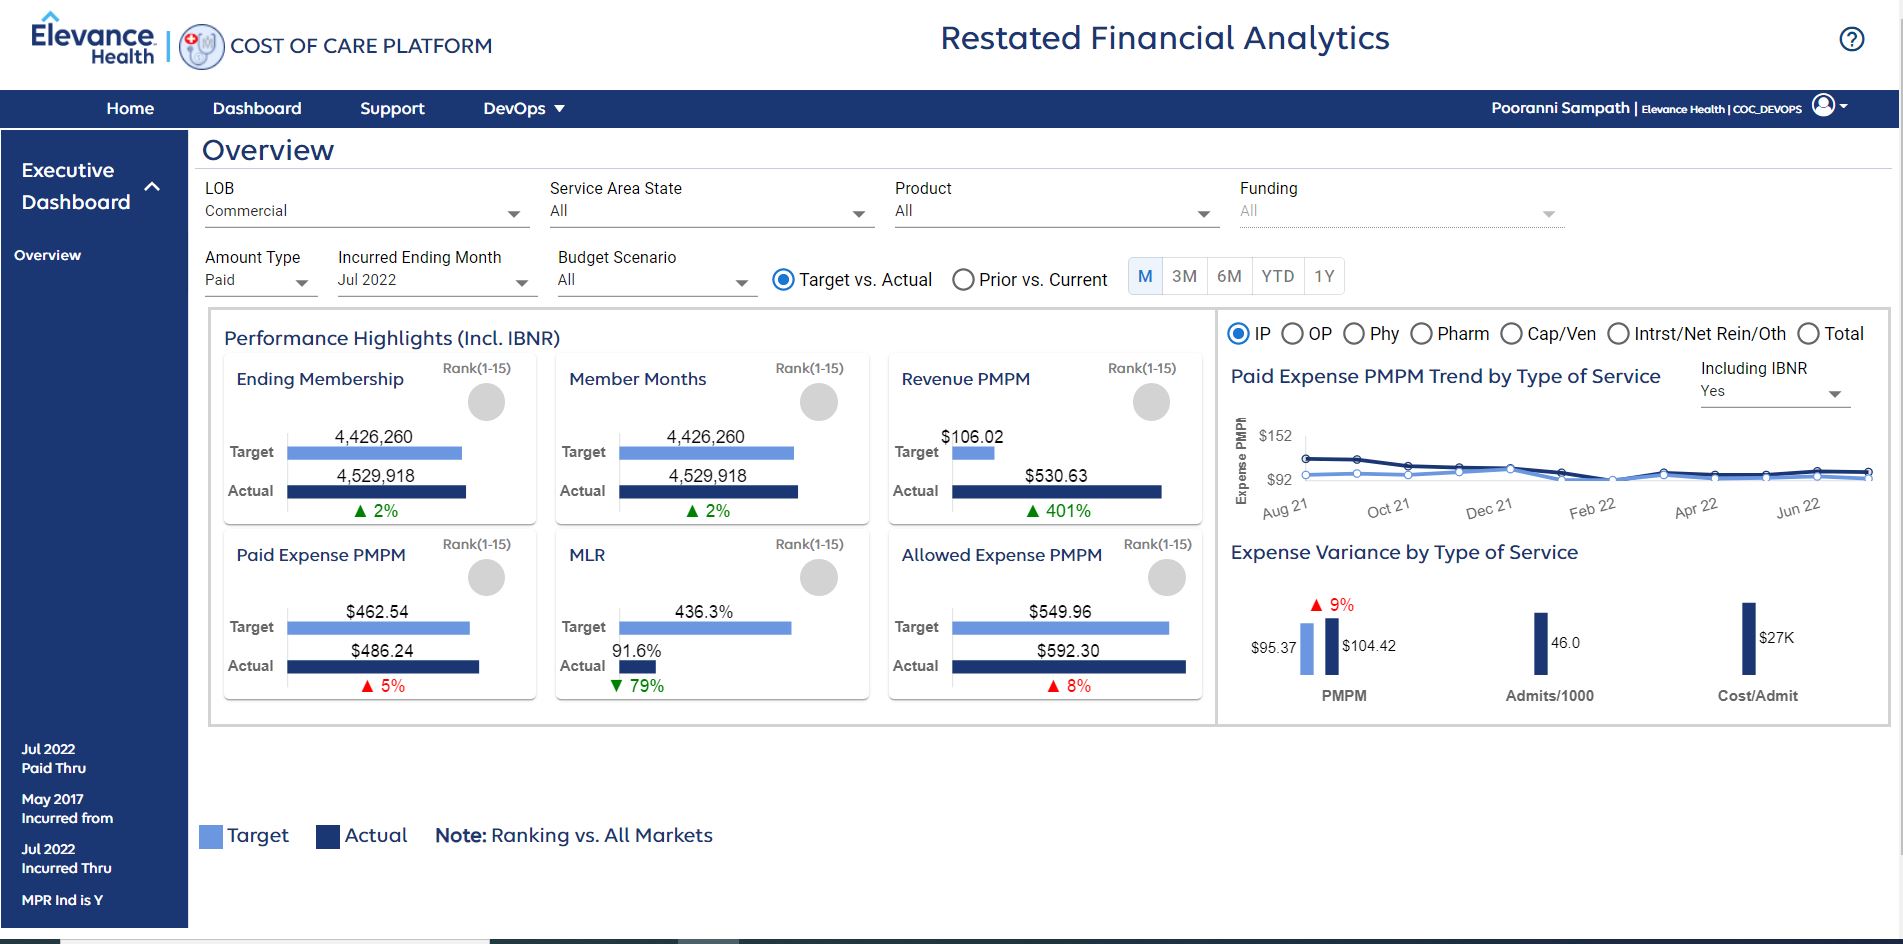 Elevance
Health
COST OF CARE PLATFORM
Restated Financial Analytics
?
Home
Dashboard
Support
DevOps
Pooranni Sampath | Elevance Health | COC_DEVOPS
Executive
Dashboard
Overview
Jul 2022
Paid Thru
May 2017
Incurred from
Jul 2022
Incurred Thru
MPR Ind is Y
Overview
LOB
Commercial
Service Area State
All
Product
All
Funding
All
Amount Type
Paid
Incurred Ending Month
Jul 2022
Budget Scenario
All
Target vs. Actual
Prior vs. Current
M
3M
6M
YTD
1Y
Performance Highlights (Incl. IBNR)
Ending Membership
Rank(1-15)
Target
4,426,260
Actual
4,529,918
▲ 2%
Member Months
Rank(1-15)
Target
4,426,260
Actual
4,529,918
▲ 2%
Revenue PMPM
Rank(1-15)
Target
$106.02
Actual
$530.63
▲ 401%
Paid Expense PMPM
Rank(1-15)
Target
$462.54
Actual
$486.24
▲ 5%
MLR
Rank(1-15)
Target
436.3%
Actual
91.6%
▼ 79%
Allowed Expense PMPM
Rank(1-15)
Target
$549.96
Actual
$592.30
▲ 8%
IP
OP
Phy
Pharm
Cap/Ven
Intrst/Net Rein/Oth
Total
Paid Expense PMPM Trend by Type of Service
Including IBNR
Yes
Expense PMPM
$152
$92
Aug 21
Oct 21
Dec 21
Feb 22
Apr 22
Jun 22
Expense Variance by Type of Service
▲ 9%
$95.37
$104.42
PMPM
46.0
Admits/1000
$27K
Cost/Admit
Target
Actual
Note: Ranking vs. All Markets